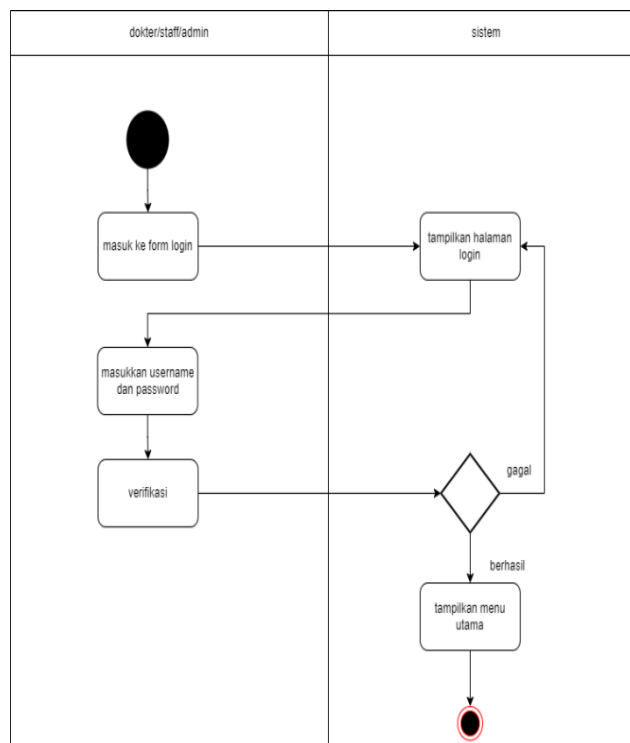 dokter/staff/admin
sistem
masuk ke form login
tampilkan halaman
login
masukkan username
dan password
verifikasi
gagal
berhasil
tampilkan menu
utama